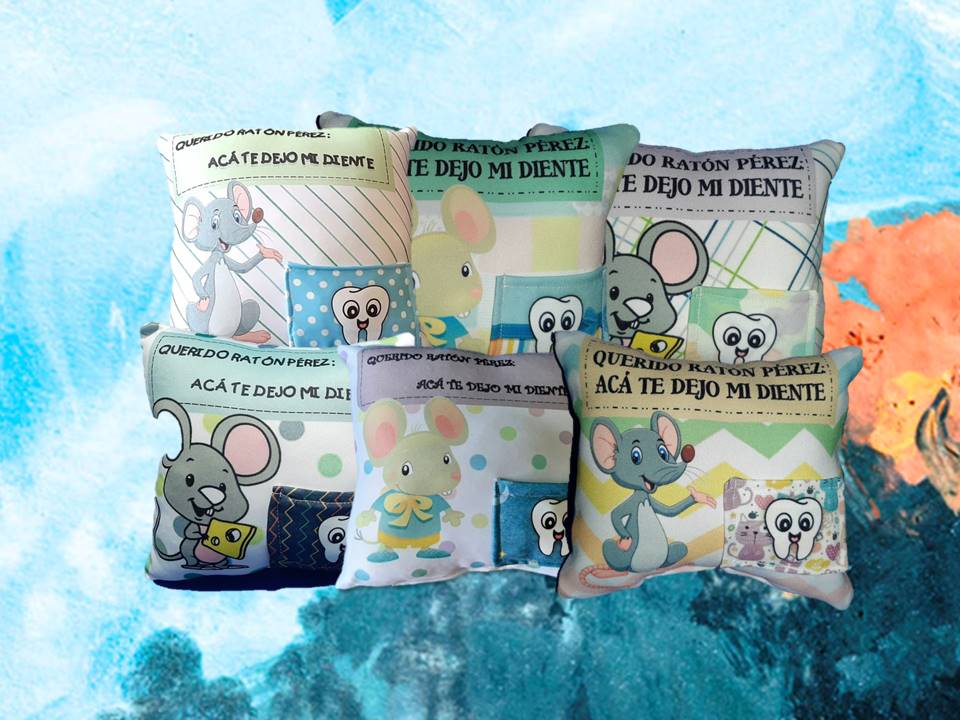 QUERIDO RATÓN PÉREZ:
ACÁ TE DEJO MI DIENTE
RATÓN PÉREZ:
TE DEJO MI DIENTE
RATÓN PÉREZ:
TE DEJO MI DIENTE
QUERIDO RATÓN PÉREZ:
ACÁ TE DEJO MI
QUERIDO RATÓN PÉREZ:
ACÁ TE DEJO MI DIENTE
QUERIDO RATÓN PÉREZ:
ACÁ TE DEJO MI DIENTE